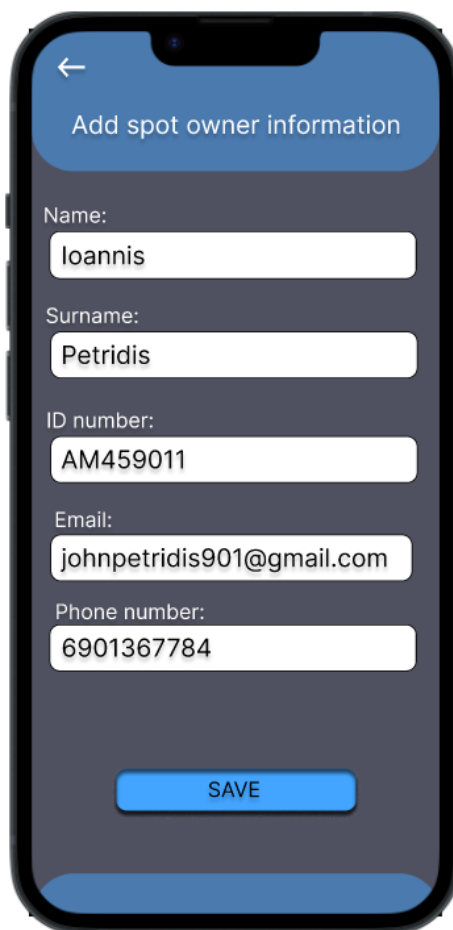 Add spot owner information
Name:
Ioannis
Surname:
Petridis
ID number:
AM459011
Email:
johnpetridis901@gmail.com
Phone number:
6901367784
SAVE